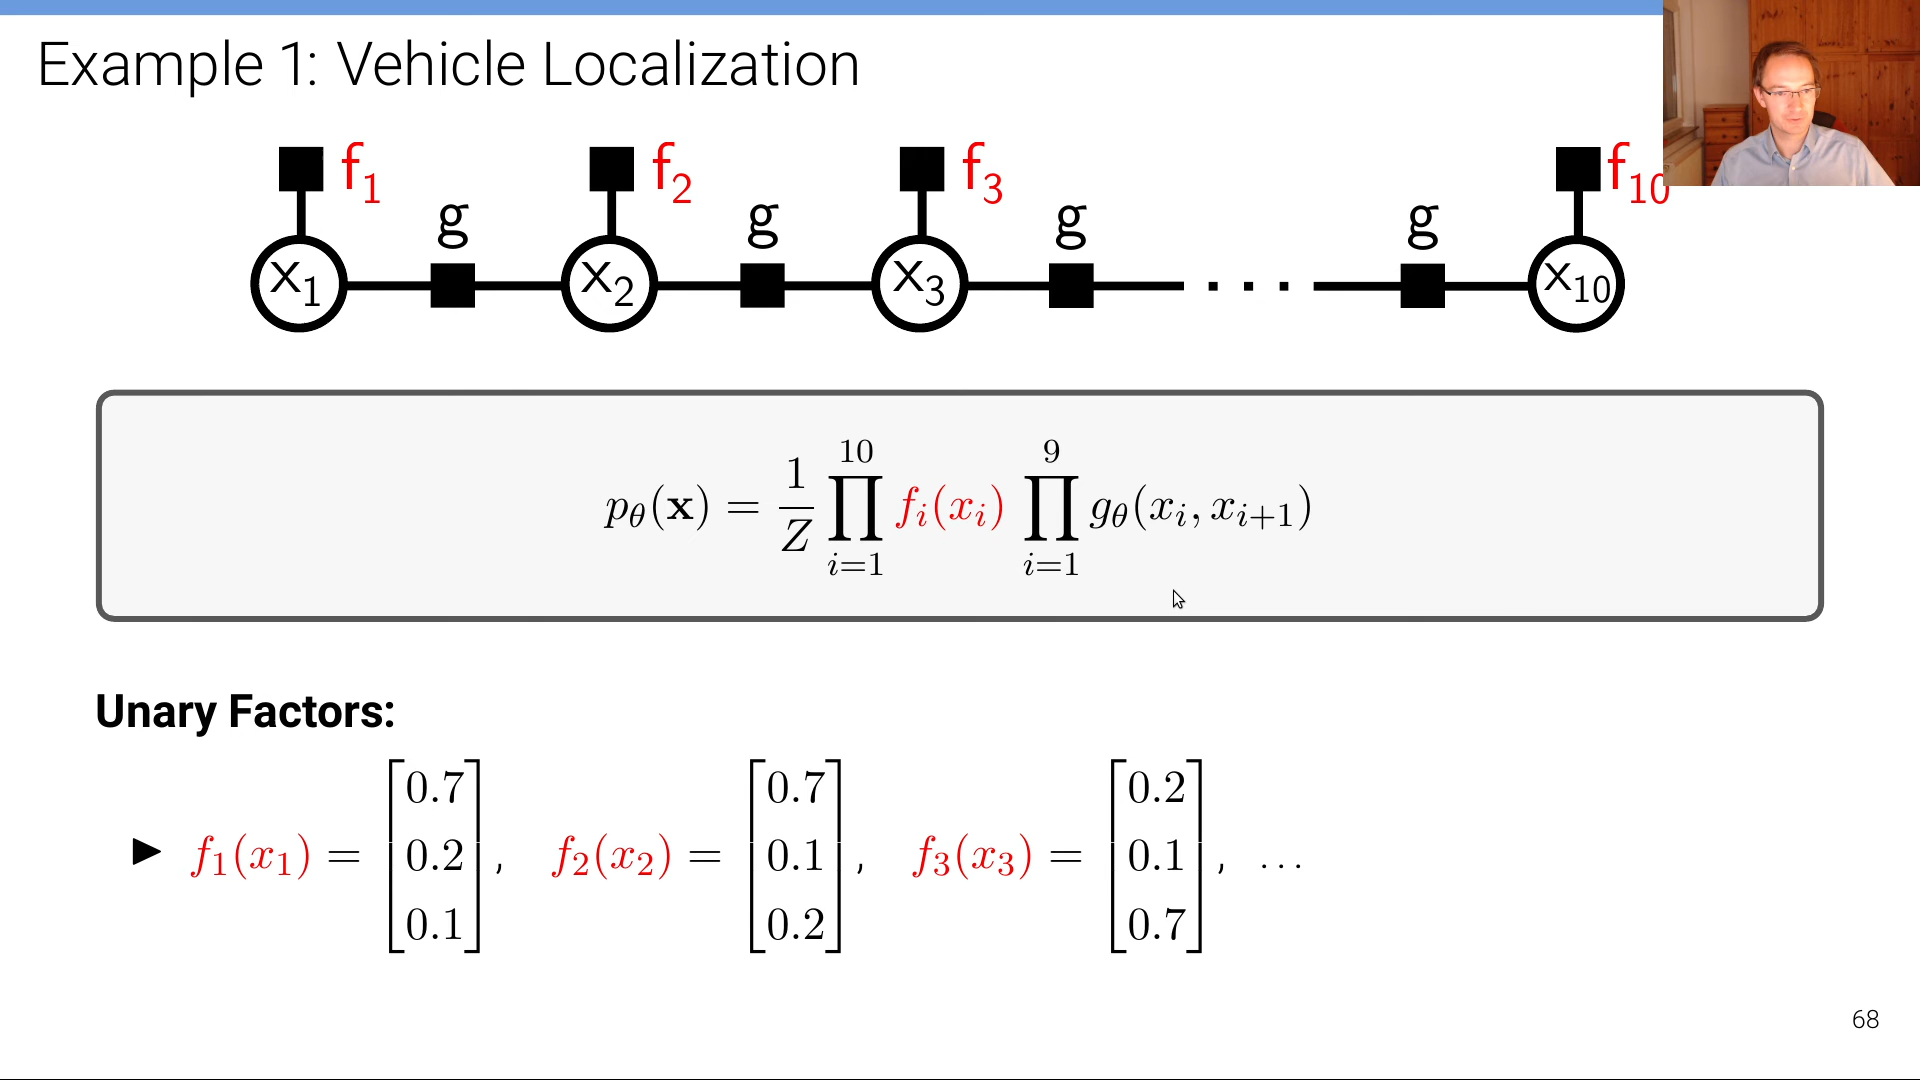 Example 1: Vehicle Localization
f₁ f₂ f₃ f₁₀
g g g g
x₁ x₂ x₃ . . . x₁₀
p_θ(𝐱) = 1/Z ∏_{i=1}^{10} f_i(x_i) ∏_{i=1}^{9} g_θ(x_i, x_{i+1})
Unary Factors:
▶ f₁(x₁) = [0.7 0.2 0.1], f₂(x₂) = [0.7 0.1 0.2], f₃(x₃) = [0.2 0.1 0.7], ...
68